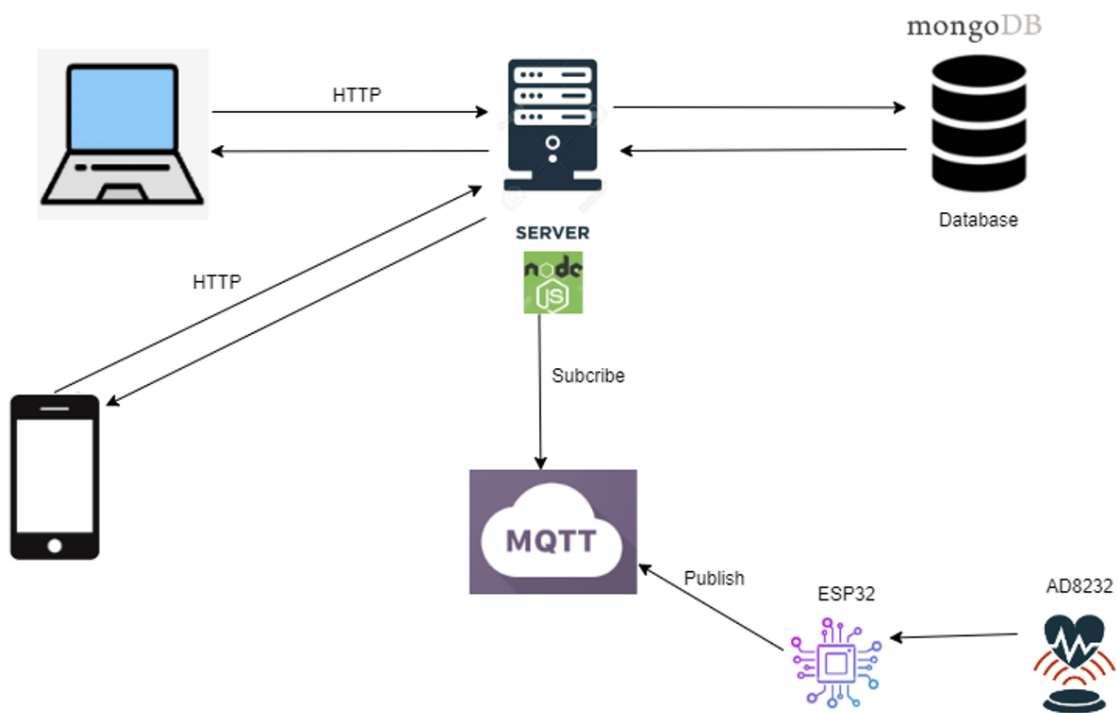 mongoDB
HTTP
Database
SERVER
node
JS
HTTP
Subcribe
MQTT
Publish
ESP32
AD8232